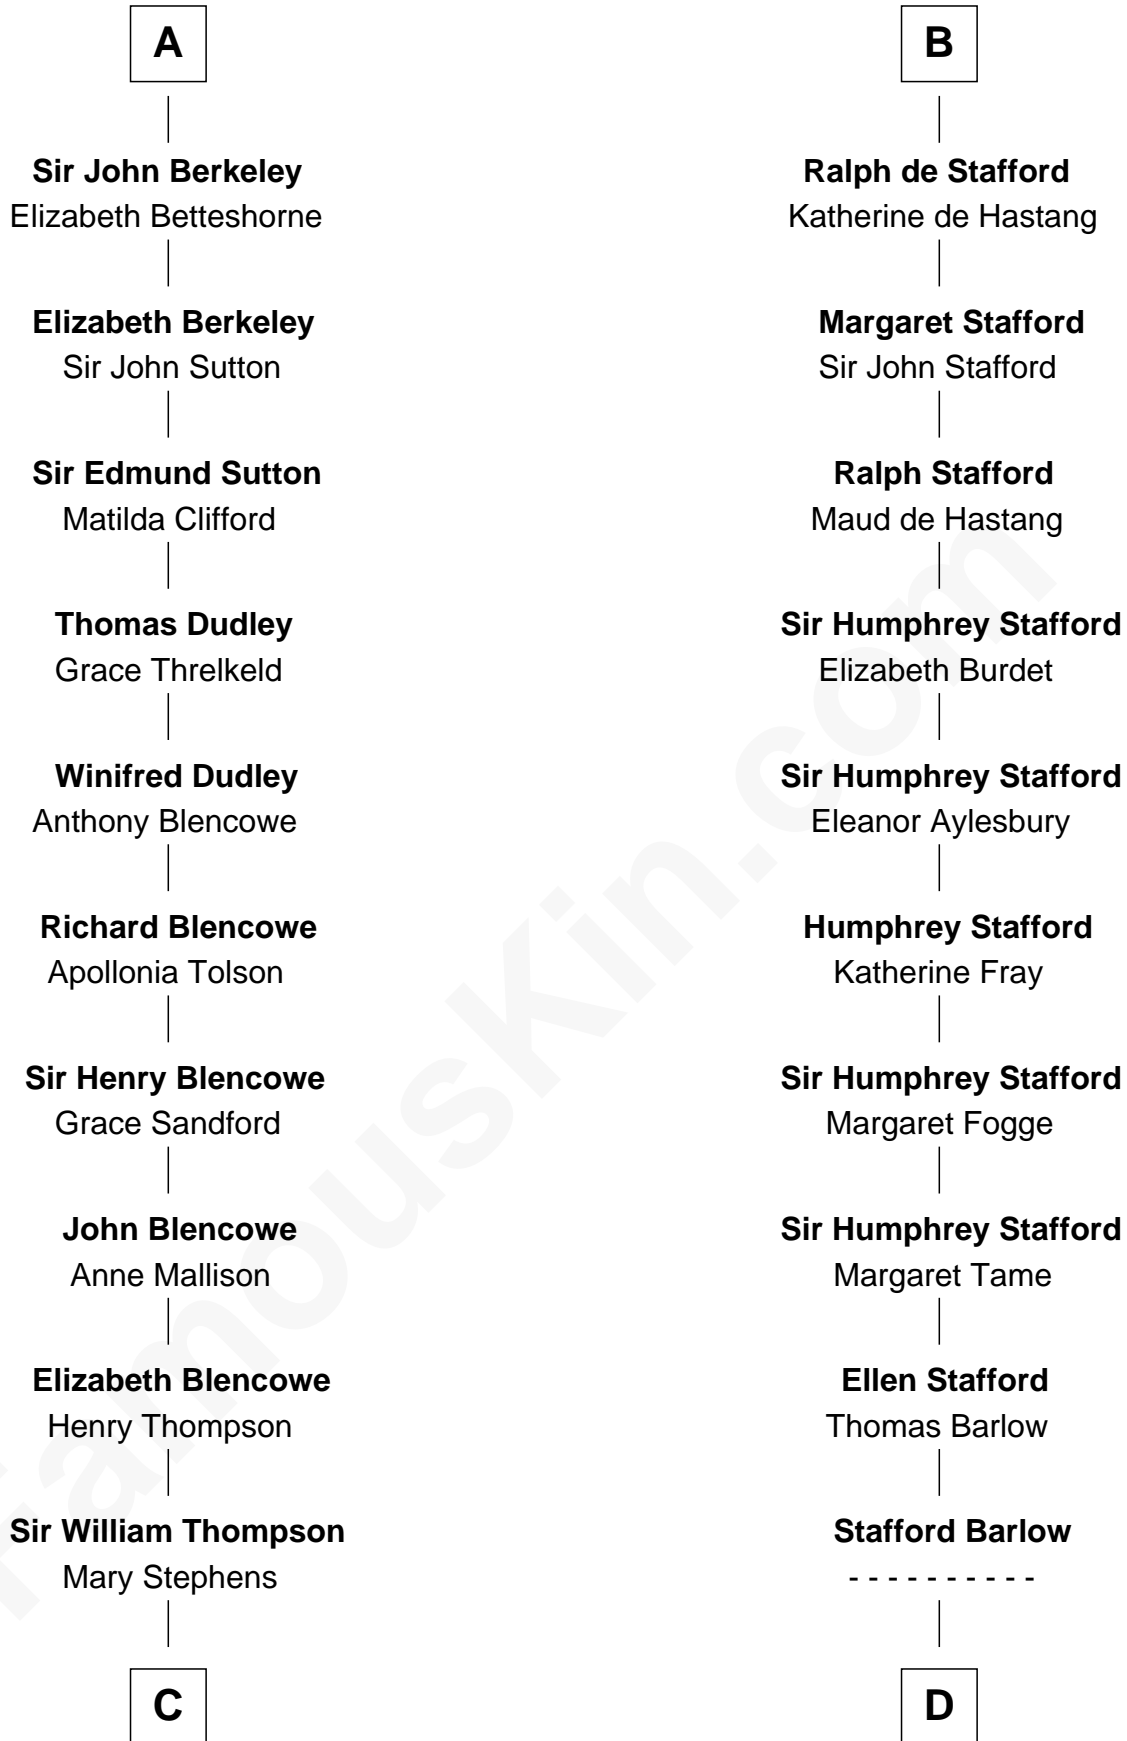 A
Sir John Berkeley
Elizabeth Betteshorne
Elizabeth Berkeley
Sir John Sutton
Sir Edmund Sutton
Matilda Clifford
Thomas Dudley
Grace Threlkeld
Winifred Dudley
Anthony Blencowe
Richard Blencowe
Apollonia Tolson
Sir Henry Blencowe
Grace Sandford
John Blencowe
Anne Mallison
Elizabeth Blencowe
Henry Thompson
Sir William Thompson
Mary Stephens
C
B
Ralph de Stafford
Katherine de Hastang
Margaret Stafford
Sir John Stafford
Ralph Stafford
Maud de Hastang
Sir Humphrey Stafford
Elizabeth Burdet
Sir Humphrey Stafford
Eleanor Aylesbury
Humphrey Stafford
Katherine Fray
Sir Humphrey Stafford
Margaret Fogge
Sir Humphrey Stafford
Margaret Tame
Ellen Stafford
Thomas Barlow
Stafford Barlow
- - - - - - - - - -
D
FamousKin.com